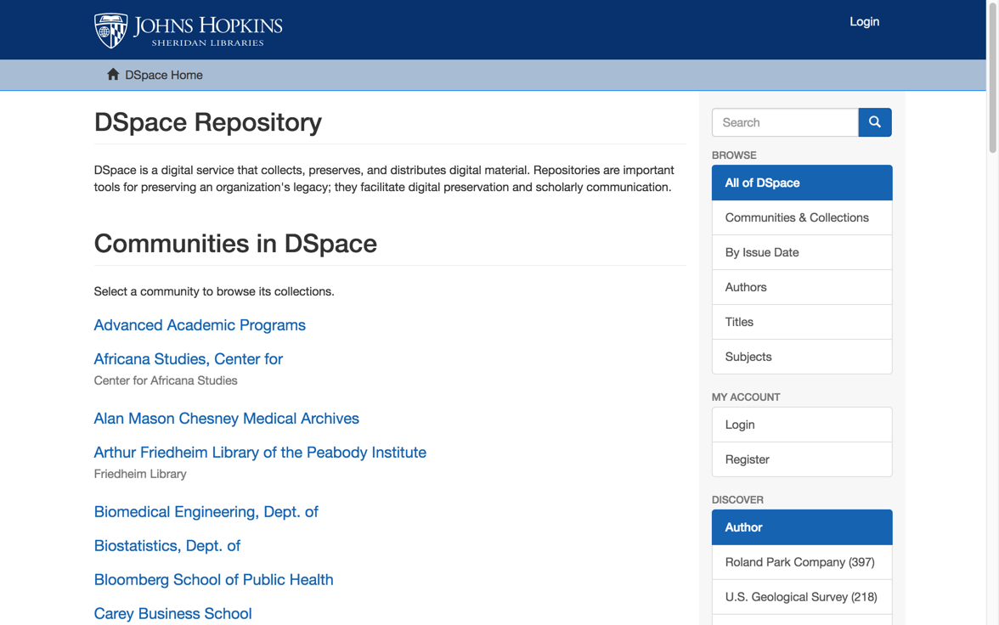 JOHNS HOPKINS
SHERIDAN LIBRARIES
Login
DSpace Home
DSpace Repository
DSpace is a digital service that collects, preserves, and distributes digital material. Repositories are important
tools for preserving an organization's legacy; they facilitate digital preservation and scholarly communication.
Communities in DSpace
Select a community to browse its collections.
Advanced Academic Programs
Africana Studies, Center for
Center for Africana Studies
Alan Mason Chesney Medical Archives
Arthur Friedheim Library of the Peabody Institute
Friedheim Library
Biomedical Engineering, Dept. of
Biostatistics, Dept. of
Bloomberg School of Public Health
Carey Business School
Search
BROWSE
All of DSpace
Communities & Collections
By Issue Date
Authors
Titles
Subjects
MY ACCOUNT
Login
Register
DISCOVER
Author
Roland Park Company (397)
U.S. Geological Survey (218)